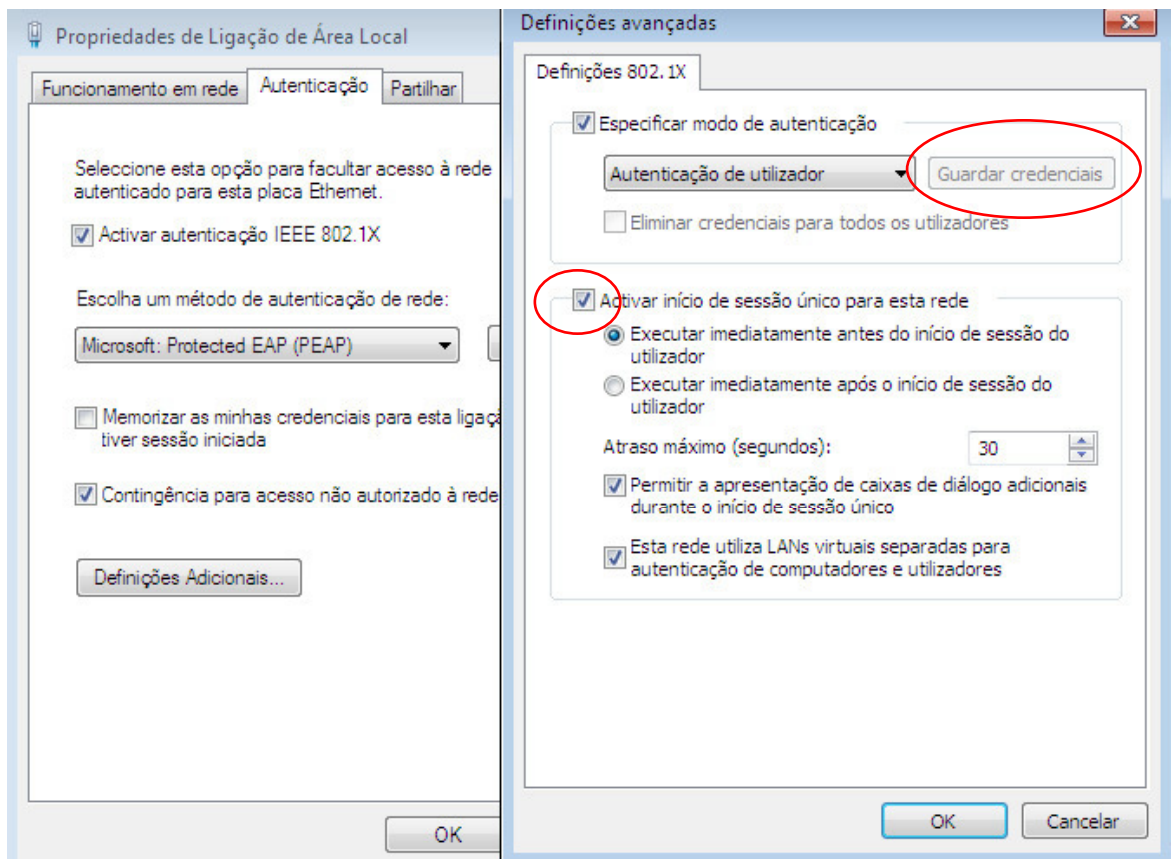 Propriedades de Ligação de Área Local
Funcionamento em rede
Autenticação
Partilhar
Seleccione esta opção para facultar acesso à rede
autenticado para esta placa Ethernet.
Activar autenticação IEEE 802.1X
Escolha um método de autenticação de rede:
Microsoft: Protected EAP (PEAP)
Memorizar as minhas credenciais para esta
tiver sessão iniciada
Contingência para acesso não autorizado à rede
Definições Adicionais...
OK
Definições avançadas
Definições 802.1X
Especificar modo de autenticação
Autenticação de utilizador
Guardar credenciais
Eliminar credenciais para todos os utilizadores
Activar início de sessão único para esta rede
Executar imediatamente antes do início de sessão do
utilizador
Executar imediatamente após o início de sessão do
utilizador
Atraso máximo (segundos):
30
Permitir a apresentação de caixas de diálogo adicionais
durante o início de sessão único
Esta rede utiliza LANs virtuais separadas para
autenticação de computadores e utilizadores
OK
Cancelar